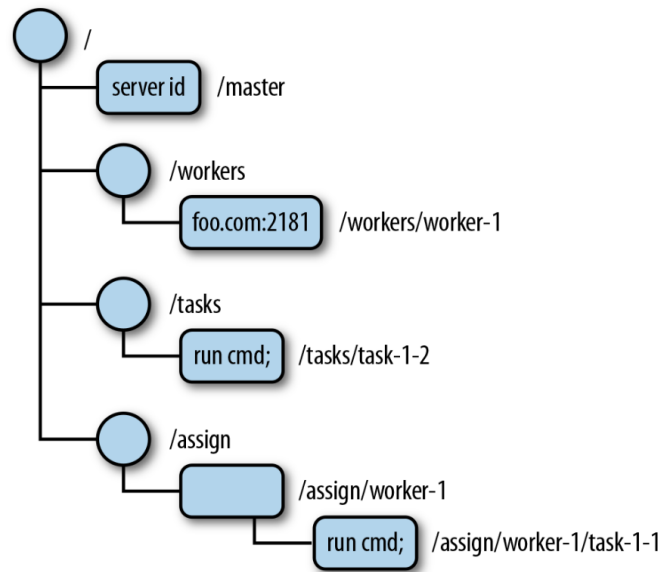 /
server id /master
/workers
foo.com:2181 /workers/worker-1
/tasks
run cmd; /tasks/task-1-2
/assign
/assign/worker-1
run cmd; /assign/worker-1/task-1-1